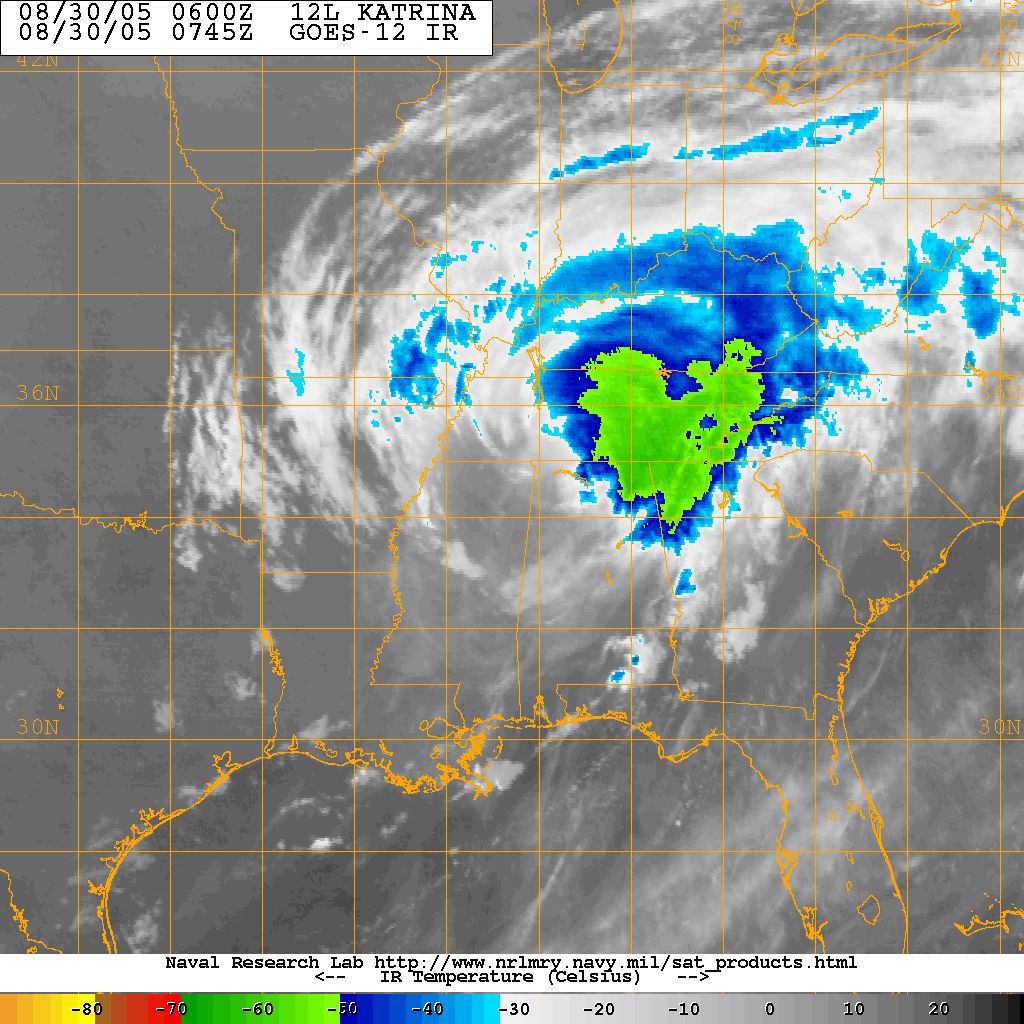 08/30/05 0600Z 12L KATRINA
08/30/05 0745Z GOES-12 IR
42N
42N
36N
36N
30N
30N
Naval Research Lab http://www.nrlmry.navy.mil/sat_products.html
<-- IR Temperature (Celsius) -->
-80 -70 -60 -50 -40 -30 -20 -10 0 10 20